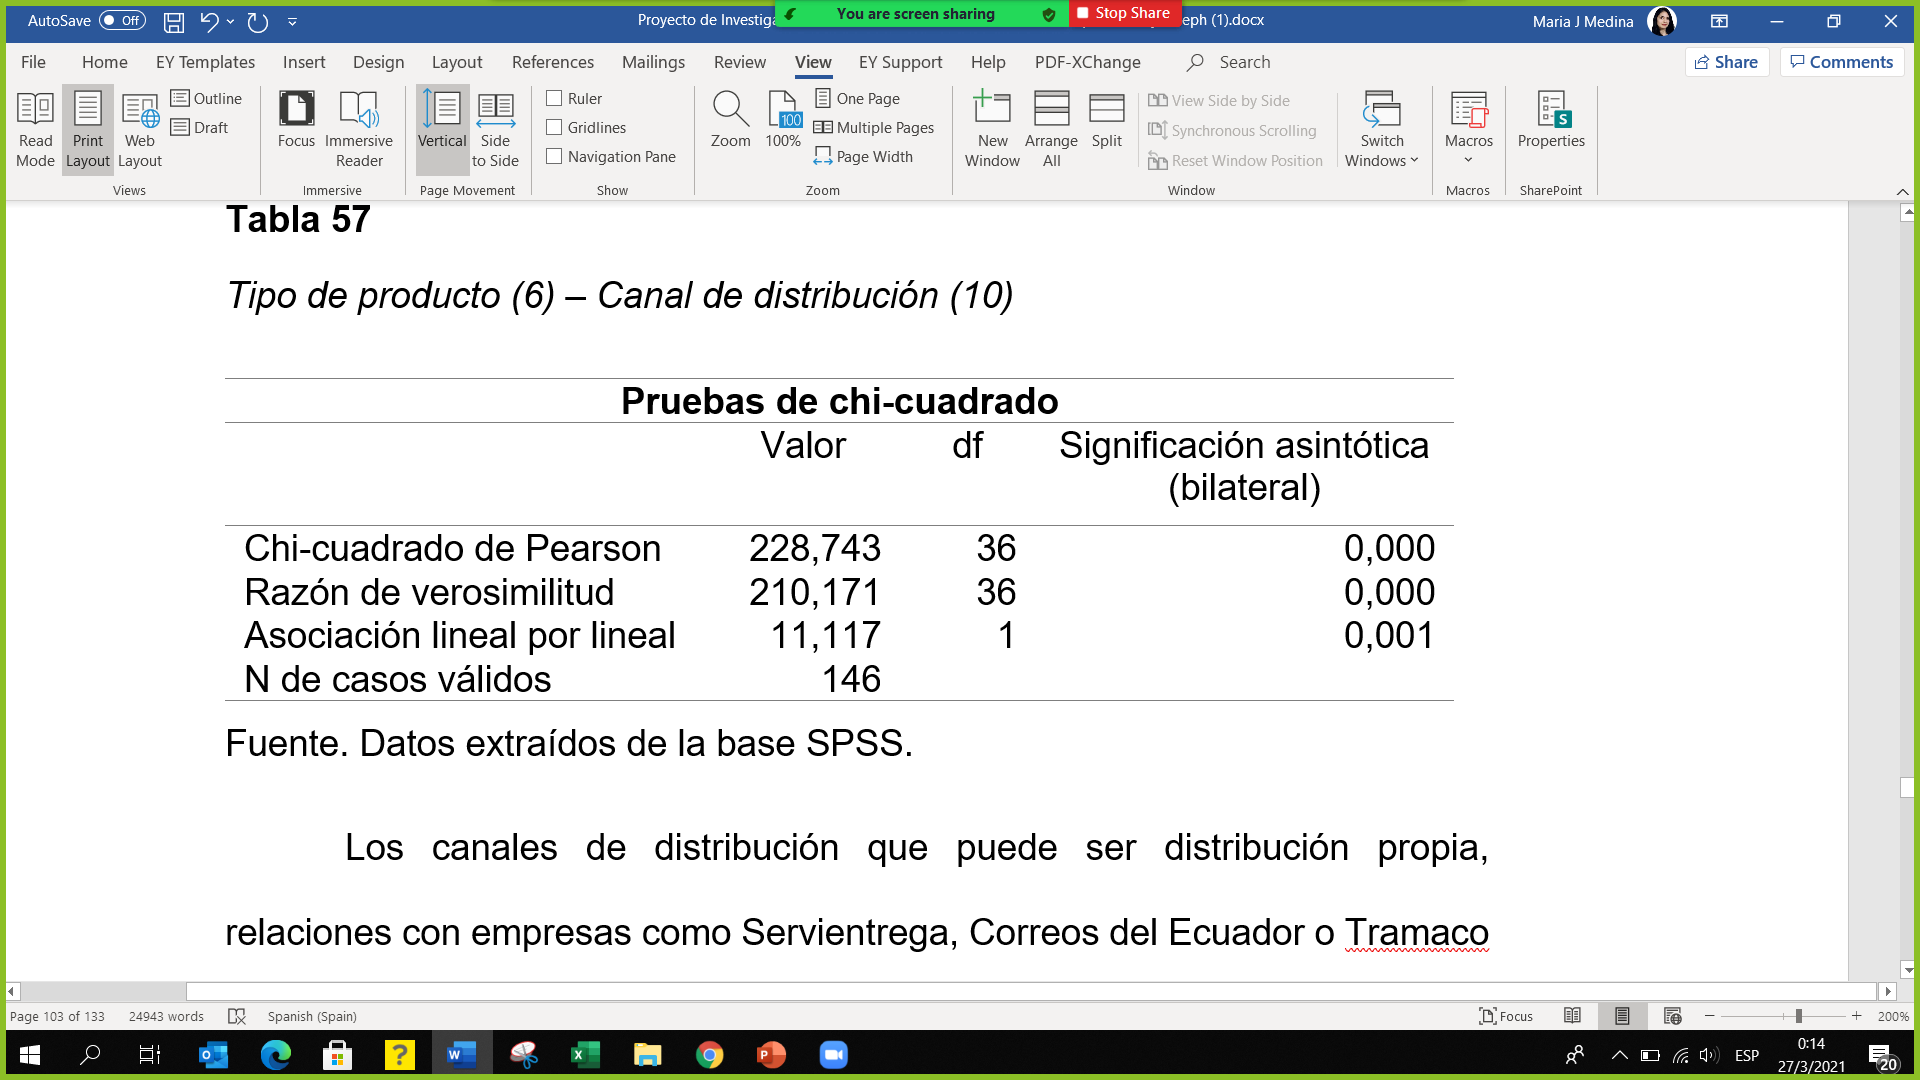 AutoSave Off
Proyecto de Investiga
You are screen sharing
Stop Share
eph (1).docx
Maria J Medina
File Home EY Templates Insert Design Layout References Mailings Review View EY Support Help PDF-XChange Search Share Comments
Read Mode
Print Layout
Web Layout
Outline
Draft
Views
Focus
Immersive Reader
Immersive
Vertical
Side to Side
Page Movement
Ruler
Gridlines
Navigation Pane
Show
Zoom
100
100%
One Page
Multiple Pages
Page Width
Zoom
New Window
Arrange All
Split
View Side by Side
Synchronous Scrolling
Reset Window Position
Switch Windows
Window
Macros
Macros
Properties
SharePoint
Tabla 57
Tipo de producto (6) – Canal de distribución (10)
Pruebas de chi-cuadrado
Valor df Significación asintótica
(bilateral)
Chi-cuadrado de Pearson 228,743 36 0,000
Razón de verosimilitud 210,171 36 0,000
Asociación lineal por lineal 11,117 1 0,001
N de casos válidos 146
Fuente. Datos extraídos de la base SPSS.
Los canales de distribución que puede ser distribución propia,
relaciones con empresas como Servientrega, Correos del Ecuador o Tramaco
Page 103 of 133 24943 words Spanish (Spain) Focus 200%
ESP
0:14
27/3/2021
20